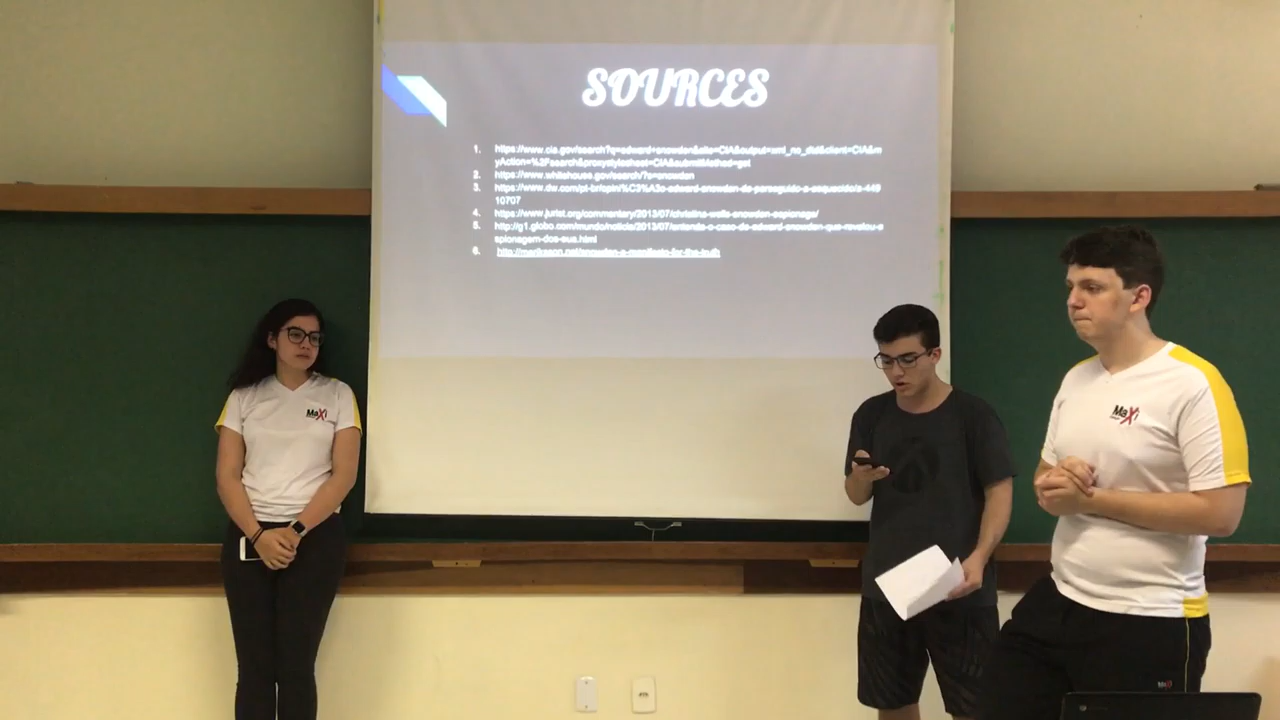 SOURCES
1. https://www.cia.gov/search?q=edward+snowden&site=CIA&output=xml_no_dtd&client=CIA&m
yAction=%2Fsearch&proxystylesheet=CIA&submitMethod=get
2. https://www.whitehouse.gov/search/?s=snowden
3. https://www.dw.com/pt-br/opini%C3%A3o-edward-snowden-de-perseguido-a-esquecido/a-449
10707
4. https://www.jurist.org/commentary/2013/07/christina-wells-snowden-espionage/
5. http://g1.globo.com/mundo/noticia/2013/07/entenda-o-caso-de-edward-snowden-que-revelou-e
spionagem-dos-eua.html
6.
MaXi
MaXi